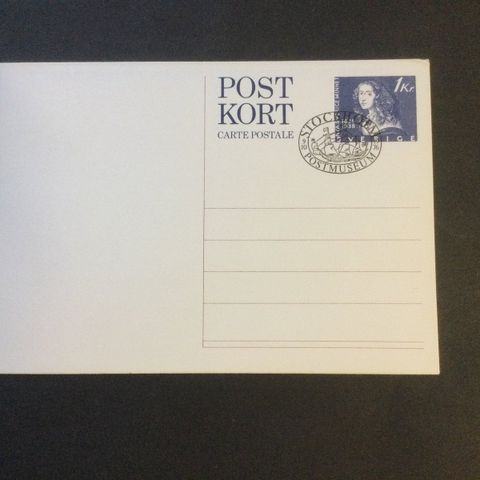 POST
KORT
CARTE POSTALE
1Kr.
SVERIGE
STOCKHOLM
POSTMUSEUM